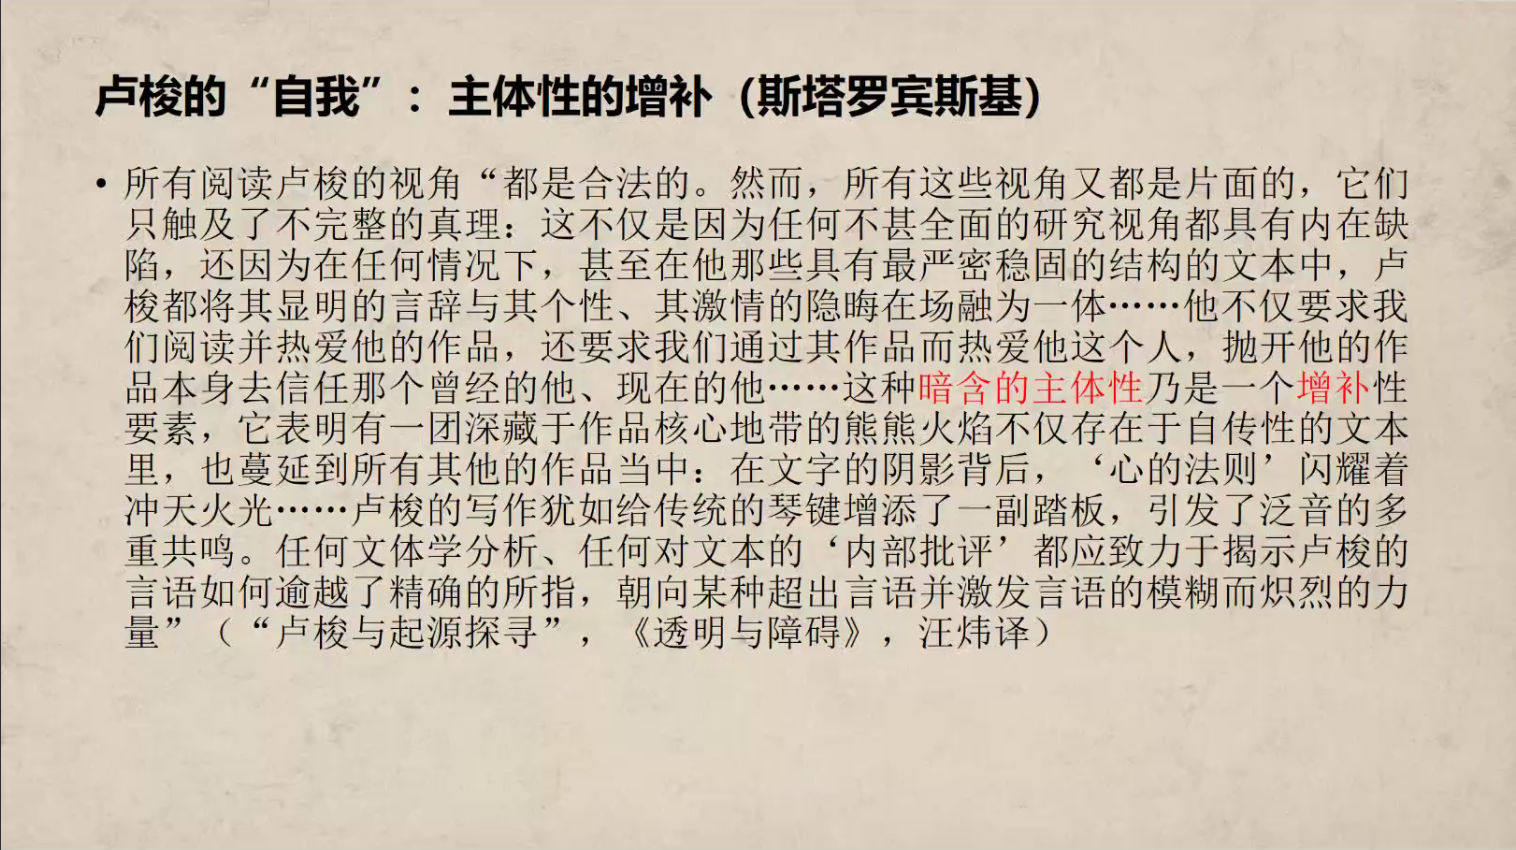 卢梭的“自我”：主体性的增补（斯塔罗宾斯基）
• 所有阅读卢梭的视角“都是合法的。然而，所有这些视角又都是片面的，它们
只触及了不完整的真理：这不仅是因为任何不甚全面的研究视角都具有内在缺
陷，还因为在任何情况下，甚至在他那些具有最严密稳固的结构的文本中，卢
梭都将其显明的言辞与其个性、其激情的隐晦在场融为一体……他不仅要求我
们阅读并热爱他的作品，还要求我们通过其作品而热爱他这个人，抛开他的作
品本身去信任那个曾经的他、现在的他……这种暗含的主体性乃是一个增补性
要素，它表明有一团深藏于作品核心地带的熊熊火焰不仅存在于自传性的文本
里，也蔓延到所有其他的作品当中：在文字的阴影背后，‘心的法则’闪耀着
冲天火光……卢梭的写作犹如给传统的琴键增添了一副踏板，引发了泛音的多
重共鸣。任何文体学分析、任何对文本的‘内部批评’都应致力于揭示卢梭的
言语如何逾越了精确的所指，朝向某种超出言语并激发言语的模糊而炽烈的力
量”（“卢梭与起源探寻”，《透明与障碍》，汪炜译）